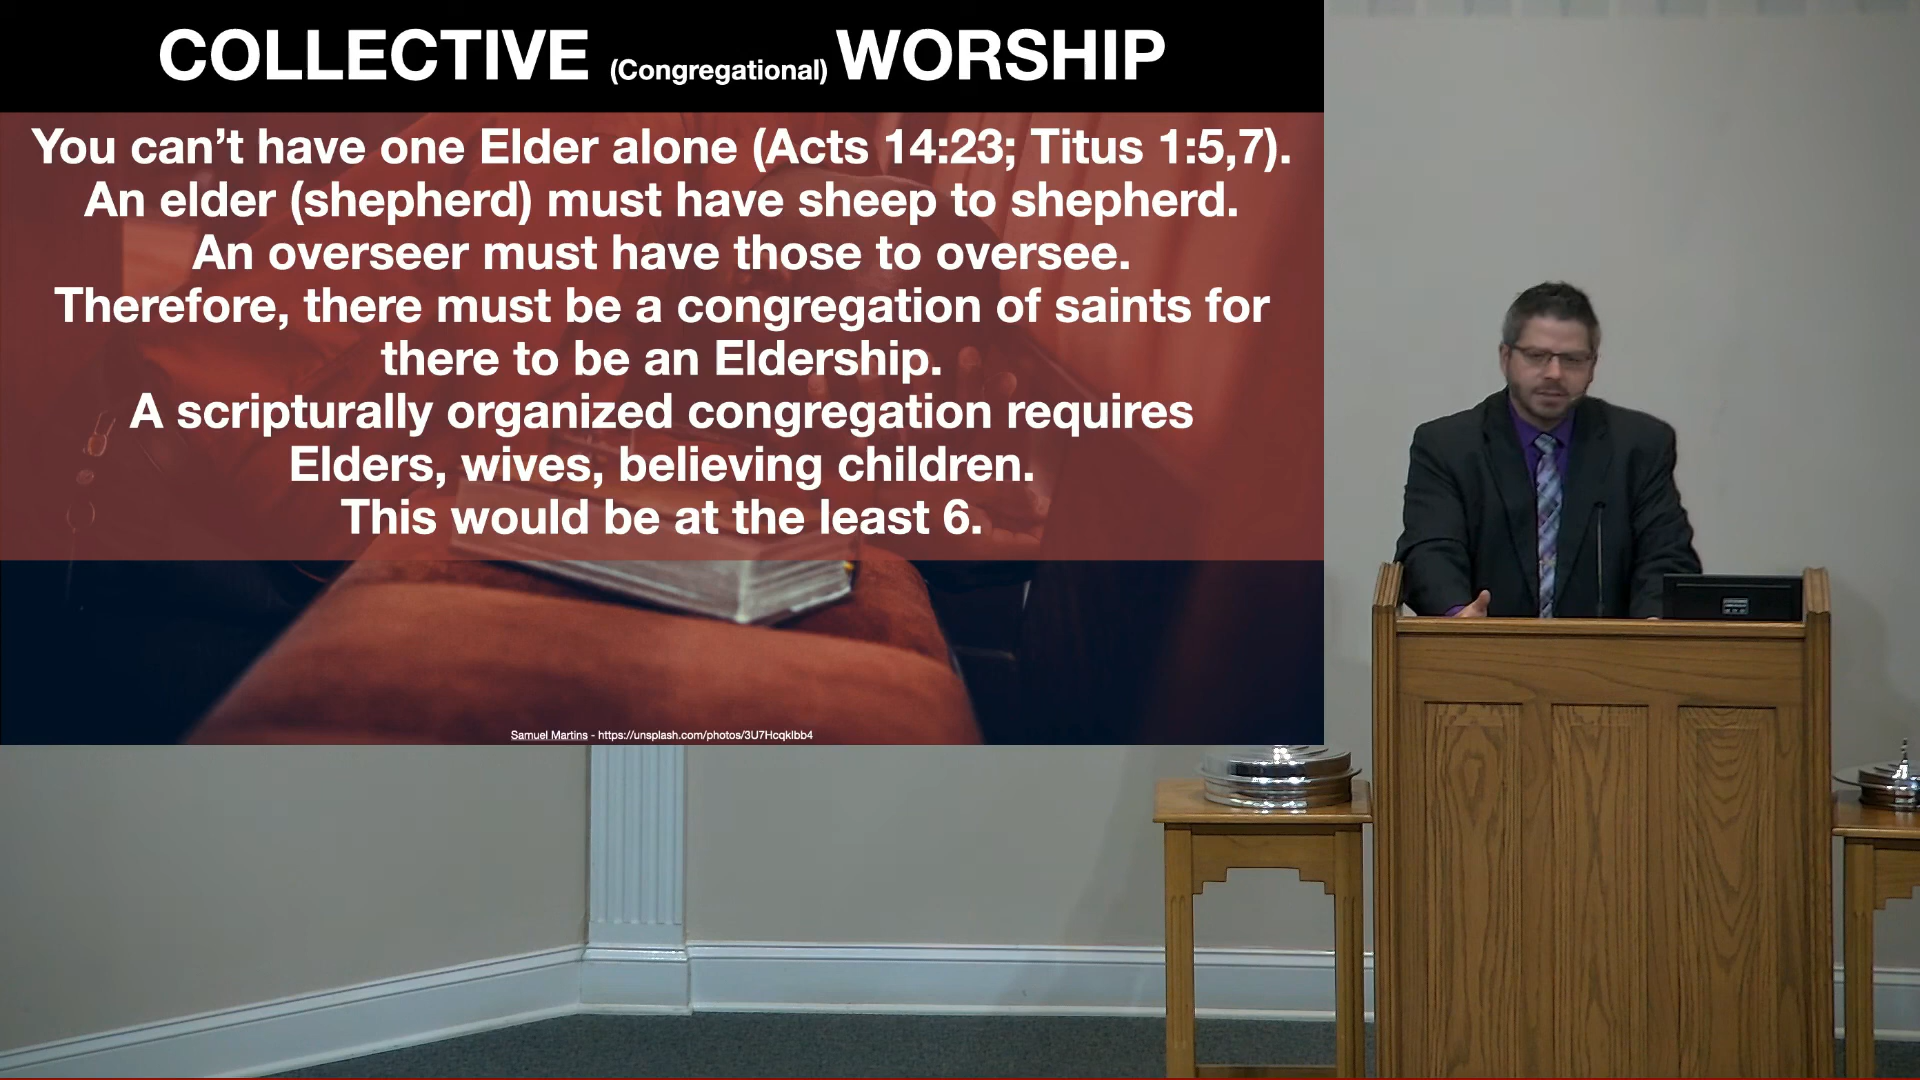 COLLECTIVE (Congregational) WORSHIP
You can’t have one Elder alone (Acts 14:23; Titus 1:5,7).
An elder (shepherd) must have sheep to shepherd.
An overseer must have those to oversee.
Therefore, there must be a congregation of saints for
there to be an Eldership.
A scripturally organized congregation requires
Elders, wives, believing children.
This would be at the least 6.
Samuel Martins - https://unsplash.com/photos/3U7HcqkIbb4